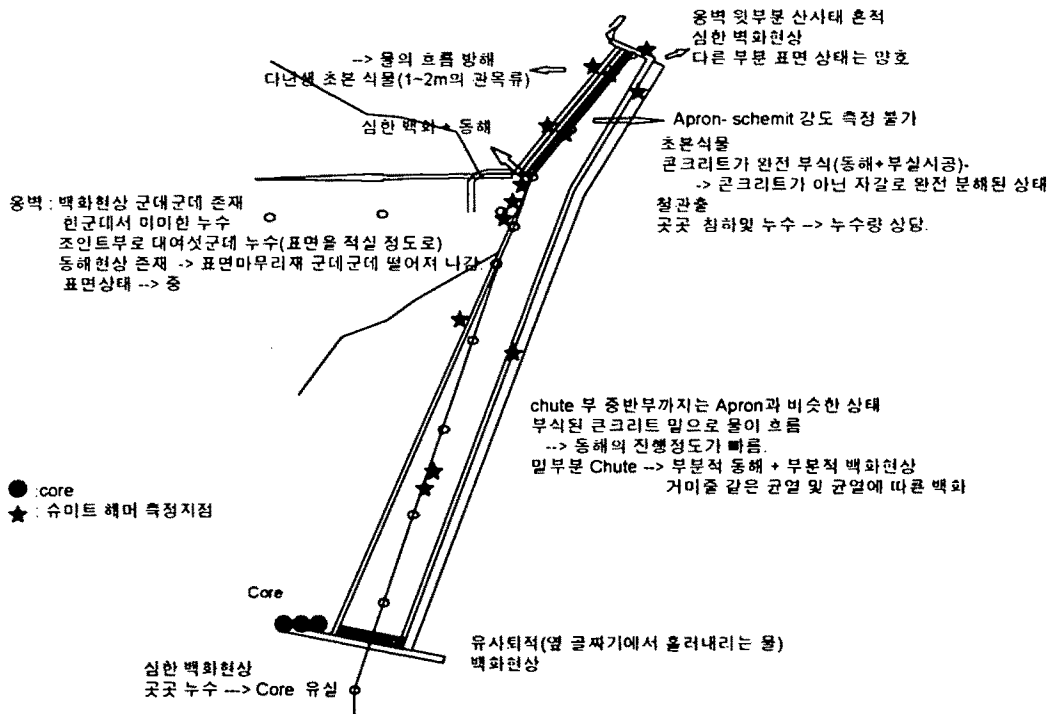 옹벽 윗부분 산사태 흔적
심한 벽화현상
다른 부분 표면 상태는 양호
--> 물의 흐름 방해
다년생 초본 식물(1~2m의 관목류)
심한 백화 + 동해
Apron- schemit 강도 측정 불가
초본식물
콘크리트가 완전 부식(동해+부실시공)-
-> 콘크리트가 아닌 자갈로 완전 분해된 상태
철관출
곳곳 침하및 누수 --> 누수량 상당.
옹벽 : 백화현상 군데군데 존재
한군데서 미미한 누수
조인트부로 대여섯군데 누수(표면을 적실 정도로)
동해현상 존재 -> 표면마무리재 군데군데 떨어져 나감.
표면상태 --> 중
chute 부 중반부까지는 Apron과 비슷한 상태
부식된 콘크리트 밑으로 물이 흐름
--> 동해의 진행정도가 빠름.
밑부분 Chute --> 부분적 동해 + 부분적 백화현상
거미줄 같은 균열 및 균열에 따른 백화
:core
: 슈미트 해머 측정지점
Core
유사퇴적(옆 골짜기에서 흘러내리는 물)
백화현상
심한 백화현상
곳곳 누수 ---> Core 유실